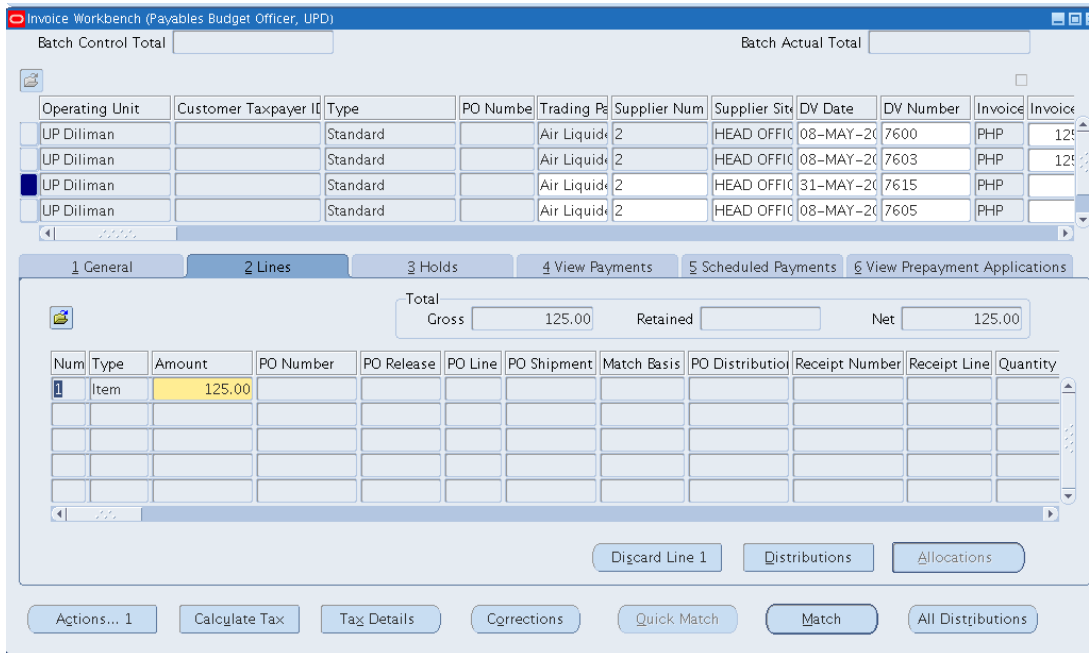 Invoice Workbench (Payables Budget Officer, UPD)
Batch Control Total Batch Actual Total
Operating Unit Customer Taxpayer ID Type PO Numbe Trading Pa Supplier Num Supplier Site DV Date DV Number Invoice Invoice
UP Diliman Standard Air Liquide 2 HEAD OFFIC 08-MAY-20 7600 PHP 125
UP Diliman Standard Air Liquide 2 HEAD OFFIC 08-MAY-20 7603 PHP 125
UP Diliman Standard Air Liquide 2 HEAD OFFIC 31-MAY-20 7615 PHP
UP Diliman Standard Air Liquide 2 HEAD OFFIC 08-MAY-20 7605 PHP
1 General 2 Lines 3 Holds 4 View Payments 5 Scheduled Payments 6 View Prepayment Applications
Total
Gross 125.00 Retained Net 125.00
Num Type Amount PO Number PO Release PO Line PO Shipment Match Basis PO Distribution Receipt Number Receipt Line Quantity
1 Item 125.00
Discard Line 1 Distributions Allocations
Actions... 1 Calculate Tax Tax Details Corrections Quick Match Match All Distributions